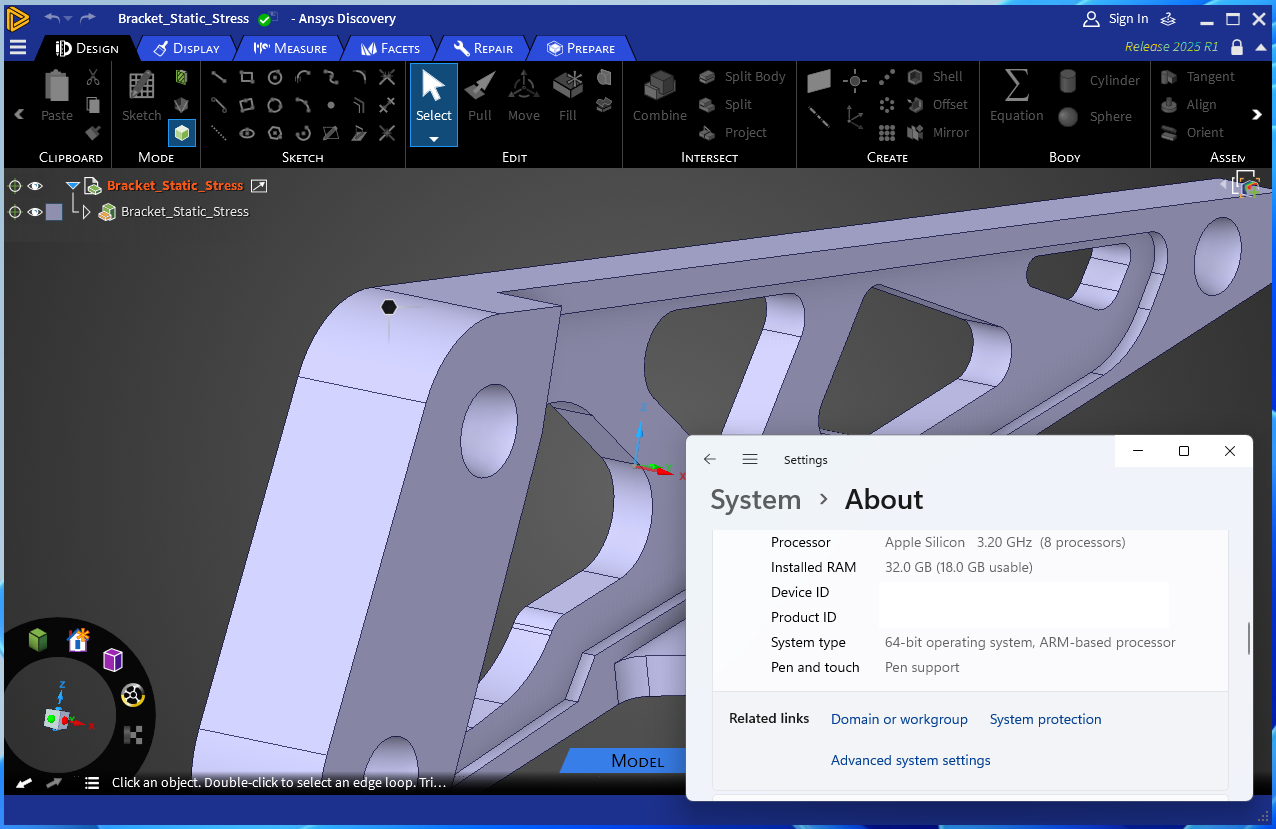 Bracket_Static_Stress - Ansys Discovery Sign In
Design Display Measure Facets Repair Prepare Release 2025 R1
Paste Sketch Select Pull Move Fill Combine Split Body Shell Equation Cylinder Tangent
Split Offset Sphere Align
Project Mirror Orient
Clipboard Mode Sketch Edit Intersect Create Body Assem
Bracket_Static_Stress
Bracket_Static_Stress
Z
Y X
Settings
System > About
Processor Apple Silicon 3.20 GHz (8 processors)
Installed RAM 32.0 GB (18.0 GB usable)
Device ID
Product ID
System type 64-bit operating system, ARM-based processor
Pen and touch Pen support
Related links Domain or workgroup System protection
Advanced system settings
Z
Y X
Model
Click an object. Double-click to select an edge loop. Tri...